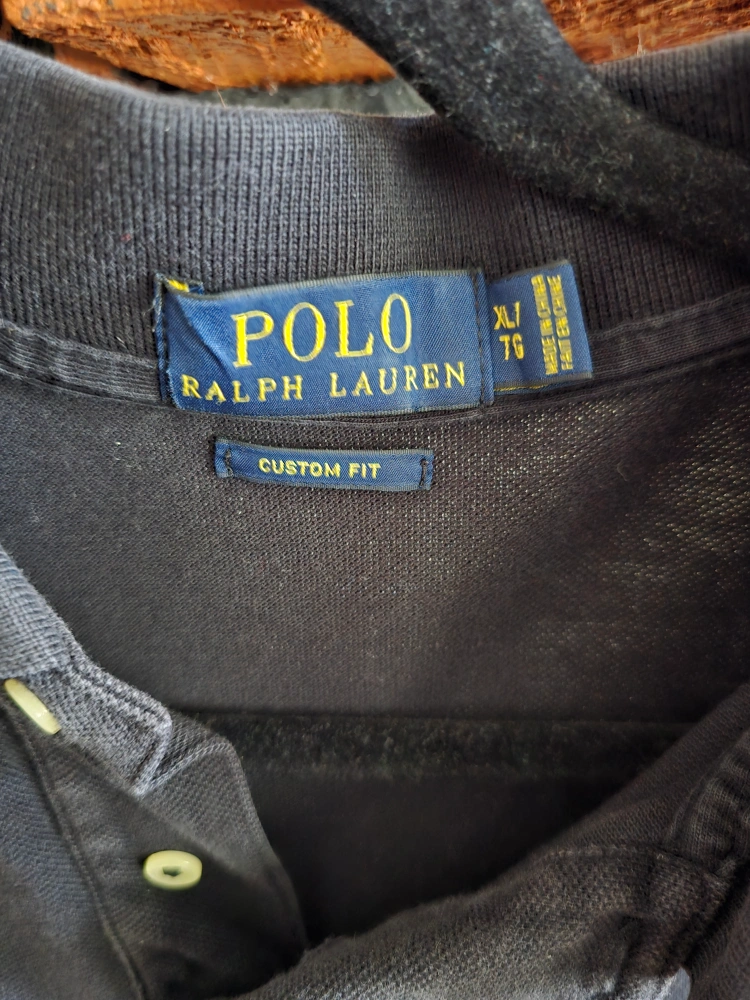 POLO
RALPH LAUREN
XL/
TG
MADE IN CHINA
FAIT EN CHINE
CUSTOM FIT